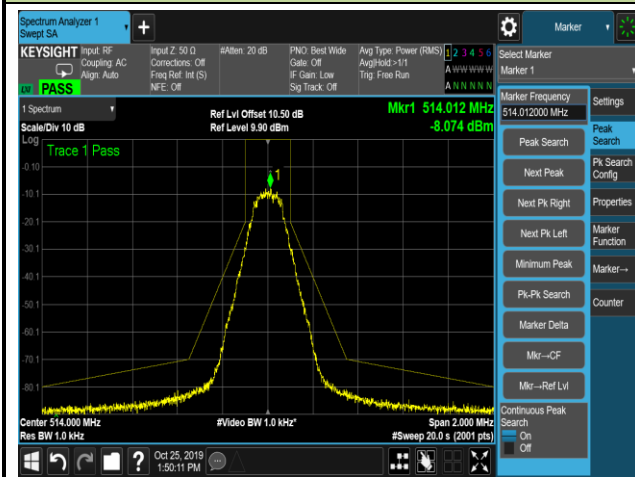 Spectrum Analyzer 1
Swept SA
Marker
KEYSIGHT
Input: RF
Coupling: AC
Align: Auto
Input Z: 50 Ω
Corrections: Off
Freq Ref: Int (S)
NFE: Off
#Atten: 20 dB
PNO: Best Wide
Gate: Off
IF Gain: Low
Sig Track: Off
Avg Type: Power (RMS)
Avg|Hold >1/1
Trig: Free Run
1 2 3 4 5 6
A W W W W W
A N N N N N
LXI
PASS
Select Marker
Marker 1
Marker Frequency
514.012000 MHz
Settings
Peak Search
Next Peak
Next Pk Right
Next Pk Left
Minimum Peak
Pk-Pk Search
Marker Delta
Mkr→CF
Mkr→Ref Lvl
Continuous Peak
Search
On
Off
Peak
Search
Pk Search
Config
Properties
Marker
Function
Marker→
Counter
1 Spectrum
Scale/Div 10 dB
Ref Lvl Offset 10.50 dB
Ref Level 9.90 dBm
Mkr1 514.012 MHz
-8.074 dBm
Log
Trace 1 Pass
1
-0.10
-10.1
-20.1
-30.1
-40.1
-50.1
-60.1
-70.1
-80.1
Center 514.000 MHz
#Video BW 1.0 kHz*
Span 2.000 MHz
Res BW 1.0 kHz
#Sweep 20.0 s (2001 pts)
?
Oct 25, 2019
1:50:11 PM